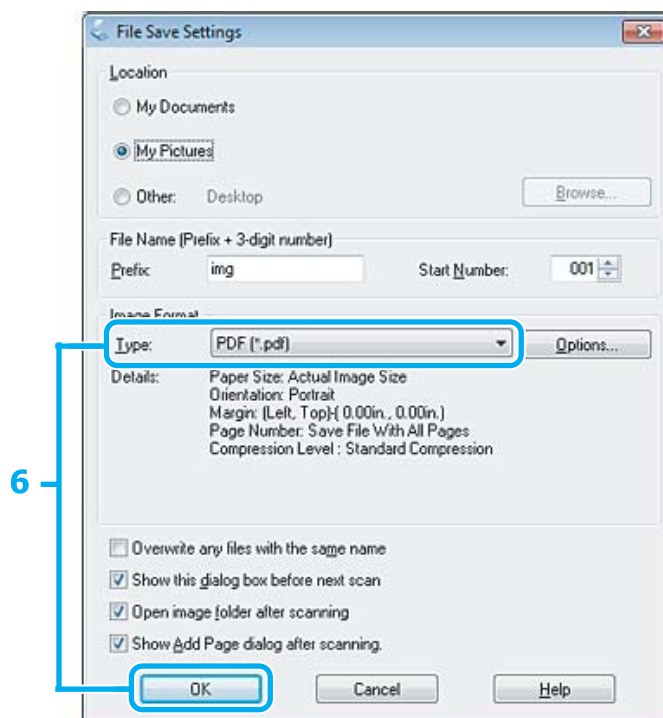 File Save Settings
Location
My Documents
My Pictures
Other: Desktop Browse...
File Name (Prefix + 3-digit number)
Prefix: img Start Number: 001
Image Format
Type: PDF (*.pdf) Options...
Details: Paper Size: Actual Image Size
Orientation: Portrait
Margin: (Left, Top)-( 0.00in., 0.00in.)
Page Number: Save File With All Pages
Compression Level : Standard Compression
6
Overwrite any files with the same name
Show this dialog box before next scan
Open image folder after scanning
Show Add Page dialog after scanning.
OK Cancel Help